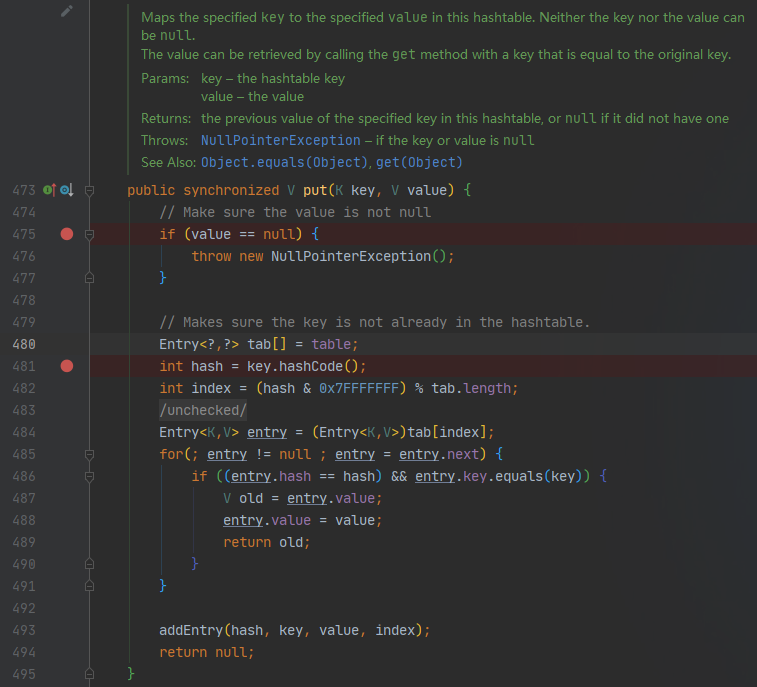 Maps the specified key to the specified value in this hashtable. Neither the key nor the value can
be null.
The value can be retrieved by calling the get method with a key that is equal to the original key.
Params: key – the hashtable key
value – the value
Returns: the previous value of the specified key in this hashtable, or null if it did not have one
Throws: NullPointerException – if the key or value is null
See Also: Object.equals(Object), get(Object)
473 public synchronized V put(K key, V value) {
474 // Make sure the value is not null
475 if (value == null) {
476 throw new NullPointerException();
477 }
478
479 // Makes sure the key is not already in the hashtable.
480 Entry<?,?> tab[] = table;
481 int hash = key.hashCode();
482 int index = (hash & 0x7FFFFFFF) % tab.length;
483 /unchecked/
484 Entry<K,V> entry = (Entry<K,V>)tab[index];
485 for(; entry != null ; entry = entry.next) {
486 if ((entry.hash == hash) && entry.key.equals(key)) {
487 V old = entry.value;
488 entry.value = value;
489 return old;
490 }
491 }
492
493 addEntry(hash, key, value, index);
494 return null;
495 }